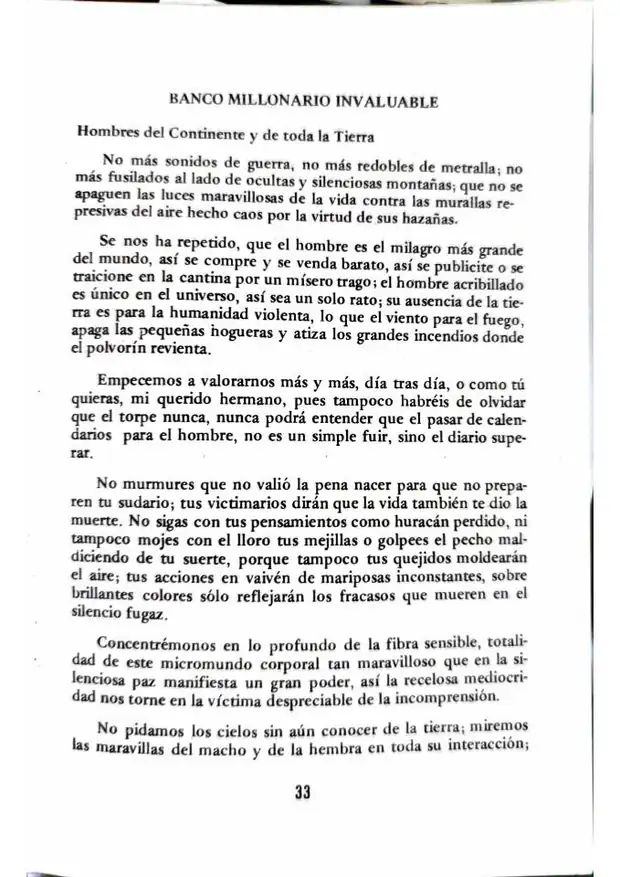 BANCO MILLONARIO INVALUABLE
Hombres del Continente y de toda la Tierra
No más sonidos de guerra, no más redobles de metralla; no
más fusilados al lado de ocultas y silenciosas montañas; que no se
apaguen las luces maravillosas de la vida contra las murallas re-
presivas del aire hecho caos por la virtud de sus hazañas.
Se nos ha repetido, que el hombre es el milagro más grande
del mundo, así se compre y se venda barato, así se publicite o se
traicione en la cantina por un mísero trago; el hombre acribillado
es único en el universo, así sea un solo rato; su ausencia de la tie-
rra es para la humanidad violenta, lo que el viento para el fuego,
apaga las pequeñas hogueras y atiza los grandes incendios donde
el polvorín revienta.
Empecemos a valorarnos más y más, día tras día, o como tú
quieras, mi querido hermano, pues tampoco habréis de olvidar
que el torpe nunca, nunca podrá entender que el pasar de calen-
darios para el hombre, no es un simple fuir, sino el diario supe-
rar.
No murmures que no valió la pena nacer para que no prepa-
ren tu sudario; tus victimarios dirán que la vida también te dio la
muerte. No sigas con tus pensamientos como huracán perdido, ni
tampoco mojes con el lloro tus mejillas o golpees el pecho mal-
diciendo de tu suerte, porque tampoco tus quejidos moldearán
el aire; tus acciones en vaivén de mariposas inconstantes, sobre
brillantes colores sólo reflejarán los fracasos que mueren en el
silencio fugaz.
Concentrémonos en lo profundo de la fibra sensible, totali-
dad de este micromundo corporal tan maravilloso que en la si-
lenciosa paz manifiesta un gran poder, así la recelosa mediocri-
dad nos torne en la víctima despreciable de la incomprensión.
No pidamos los cielos sin aún conocer de la tierra; miremos
las maravillas del macho y de la hembra en toda su interacción;
33